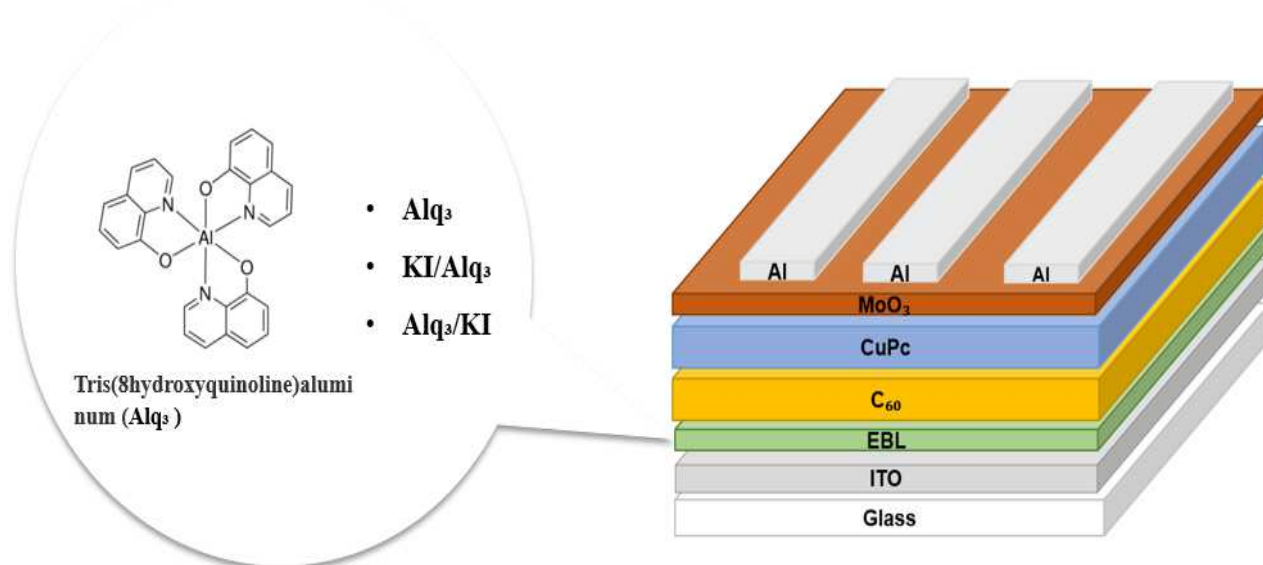 O
N
Al
N
O
O
N
• Alq₃
• KI/Alq₃
• Alq₃/KI
Tris(8hydroxyquinoline)alumi
num (Alq₃ )
Al
Al
Al
MoO₃
CuPc
C₆₀
EBL
ITO
Glass